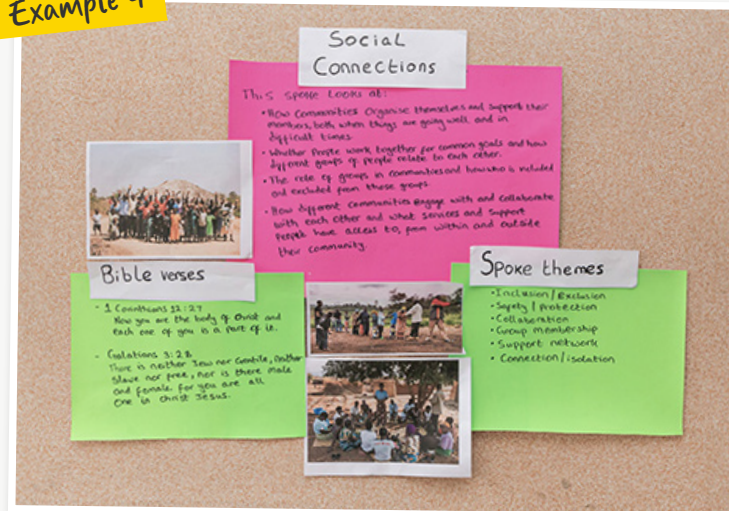 Example
Social
Connections
This spoke looks at:
• How communities organise themselves and support their
members, both when things are going well and in
difficult times.
• Whether people work together for common goals and how
different groups of people relate to each other.
• The role of groups in communities and how who is included
and excluded from those groups.
• How different communities engage with and collaborate
with each other and what services and support
people have access to, from within and outside
their community.
Bible verses
- 1 Corinthians 12:27
Now you are the body of Christ and
each one of you is a part of it.
- Galatians 3:28
There is neither Jew nor Gentile, neither
slave nor free, nor is there male
and female, for you are all
one in Christ Jesus.
Spoke themes
• Inclusion / Exclusion
• Safety / protection
• Collaboration
• Group membership
• Support network
• Connection / isolation